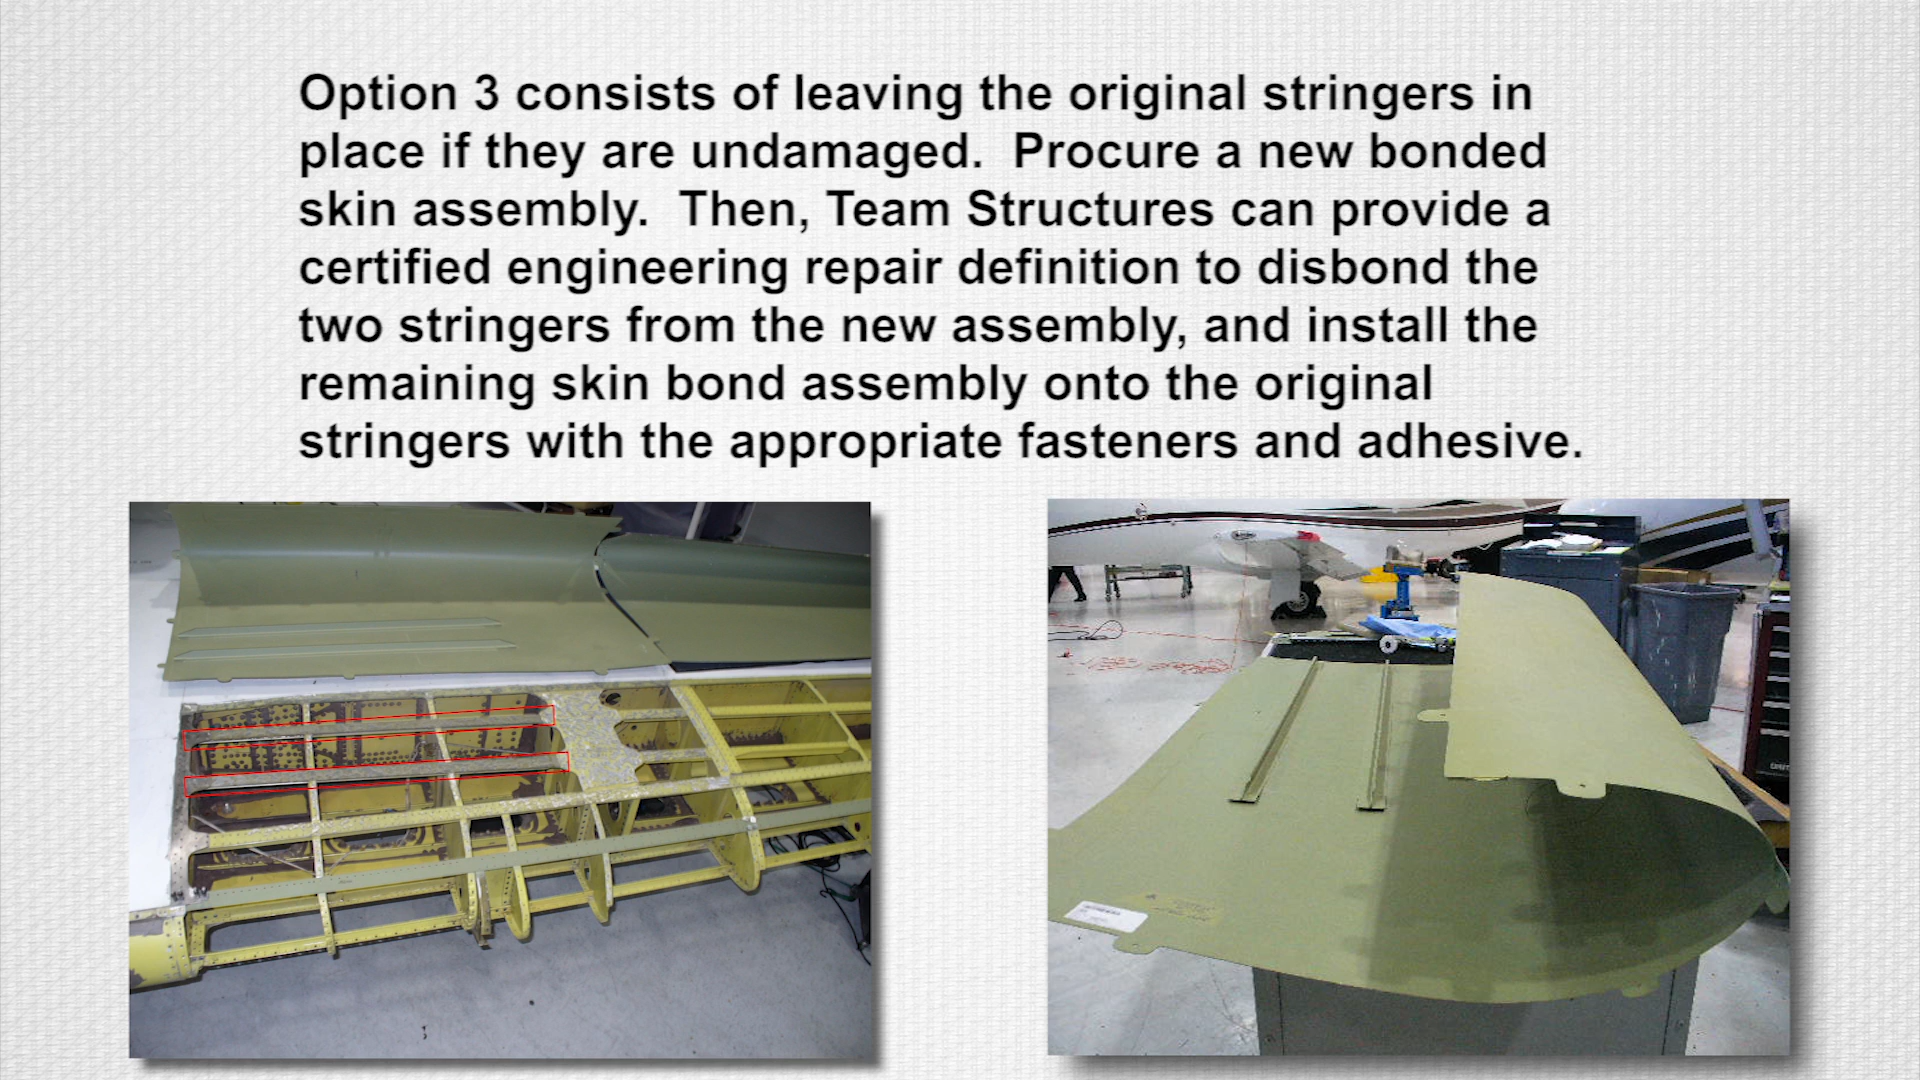 Option 3 consists of leaving the original stringers in
place if they are undamaged.  Procure a new bonded
skin assembly.  Then, Team Structures can provide a
certified engineering repair definition to disbond the
two stringers from the new assembly, and install the
remaining skin bond assembly onto the original
stringers with the appropriate fasteners and adhesive.